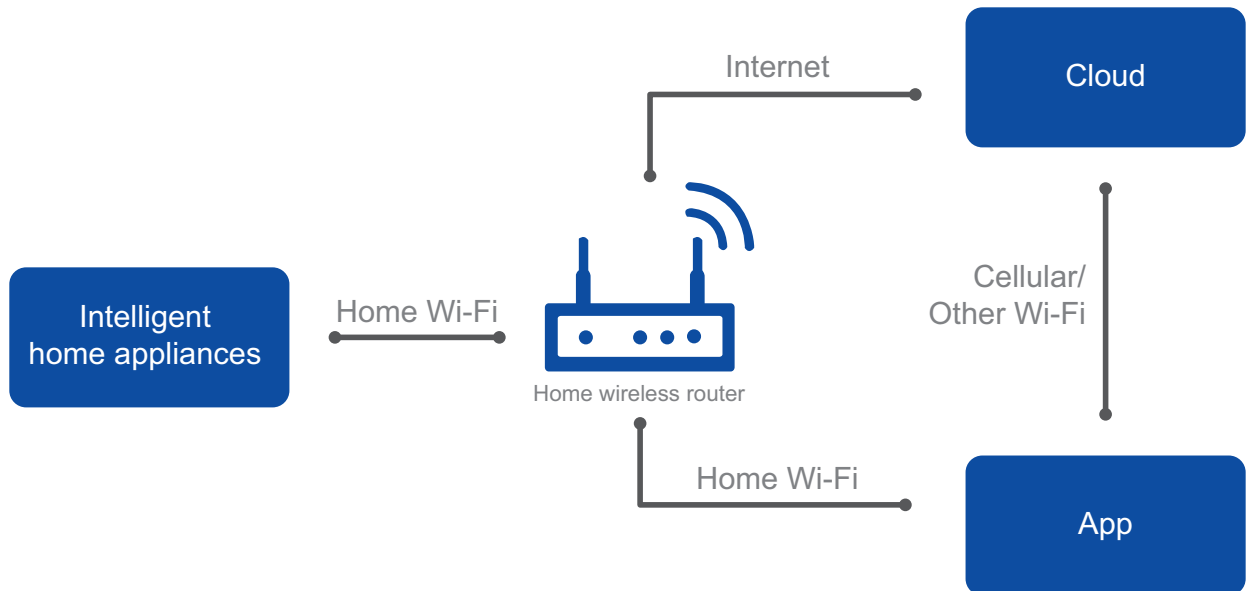 Internet
Cloud
Intelligent
home appliances
Home Wi-Fi
Home wireless router
Cellular/
Other Wi-Fi
Home Wi-Fi
App